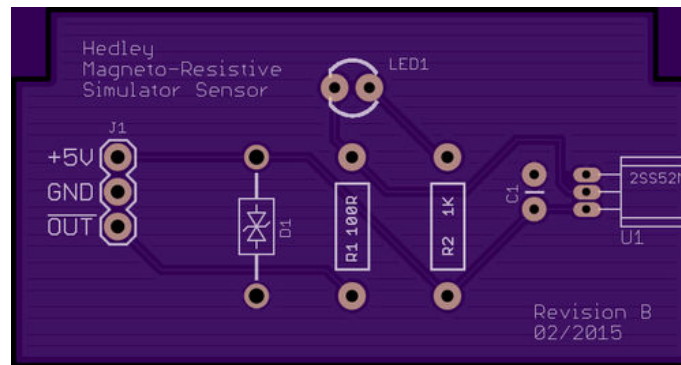 Hedley
Magneto-Resistive
Simulator Sensor
LED1
J1
+5V
GND
OUT
D1
R1 100R
R2 1K
C1
2SS52M
U1
Revision B
02/2015